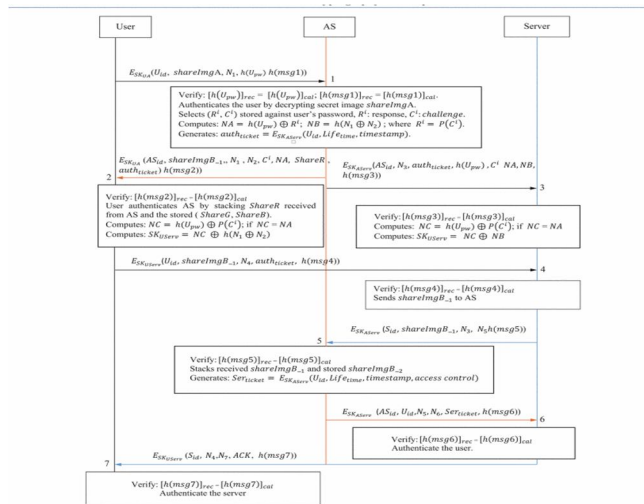 User
AS
Server
E_{SK_{UA}}(U_{id}, shareImgA, N_1, h(U_{pw}) h(msg1))
1
Verify: [h(U_{pw}]_{rec} = [h(U_{pw}]_{cal}; [h(msg1)]_{rec} = [h(msg1)]_{cal}.
Authenticates the user by decrypting secret image shareImgA.
Selects (R^i, C^i) stored against user's password, R^i: response, C^i: challenge.
Computes: NA = h(U_{pw}) ⊕ R^i; NB = h(N_1 ⊕ N_2) ; where R^i = P(C^i).
Generates: auth_{ticket} = E_{SK_{AServ}}(U_{id}, Life_{time}, timestamp).
E_{SK_{UA}} (AS_{id}, shareImgB_{-1}, N_1, N_2, C^i, NA, ShareR,
auth_{ticket}) h(msg2))
2
E_{SK_{AServ}}(AS_{id}, N_3, auth_{ticket}, h(U_{pw}), C^i NA, NB,
h(msg3))
3
Verify: [h(msg2)]_{rec} - [h(msg2)]_{cal}
User authenticates AS by stacking ShareR received
from AS and the stored (ShareG, ShareB).
Computes: NC = h(U_{pw}) ⊕ P(C^i); if NC = NA
Computes: SK_{UServ} = NC ⊕ h(N_1 ⊕ N_2)
Verify: [h(msg3)]_{rec} - [h(msg3)]_{cal}
Computes: NC = h(U_{pw}) ⊕ P(C^i); if NC = NA
Computes: SK_{UServ} = NC ⊕ NB
E_{SK_{UServ}}(U_{id}, shareImgB_{-1}, N_4, auth_{ticket}, h(msg4))
4
Verify: [h(msg4)]_{rec} - [h(msg4)]_{cal}
Sends shareImgB_{-1} to AS
E_{SK_{AServ}}(S_{id}, shareImgB_{-1}, N_3, N_5 h(msg5))
5
Verify: [h(msg5)]_{rec} - [h(msg5)]_{cal}
Stacks received shareImgB_{-1} and stored shareImgB_{-2}
Generates: Ser_{ticket} = E_{SK_{AServ}}(U_{id}, Life_{time}, timestamp, access control)
E_{SK_{AServ}} (AS_{id}, U_{id}, N_5, N_6, Ser_{ticket}, h(msg6))
6
Verify: [h(msg6)]_{rec} - [h(msg6)]_{cal}
Authenticate the user.
E_{SK_{UServ}} (S_{id}, N_4, N_7, ACK, h(msg7))
7
Verify: [h(msg7)]_{rec} - [h(msg7)]_{cal}
Authenticate the server